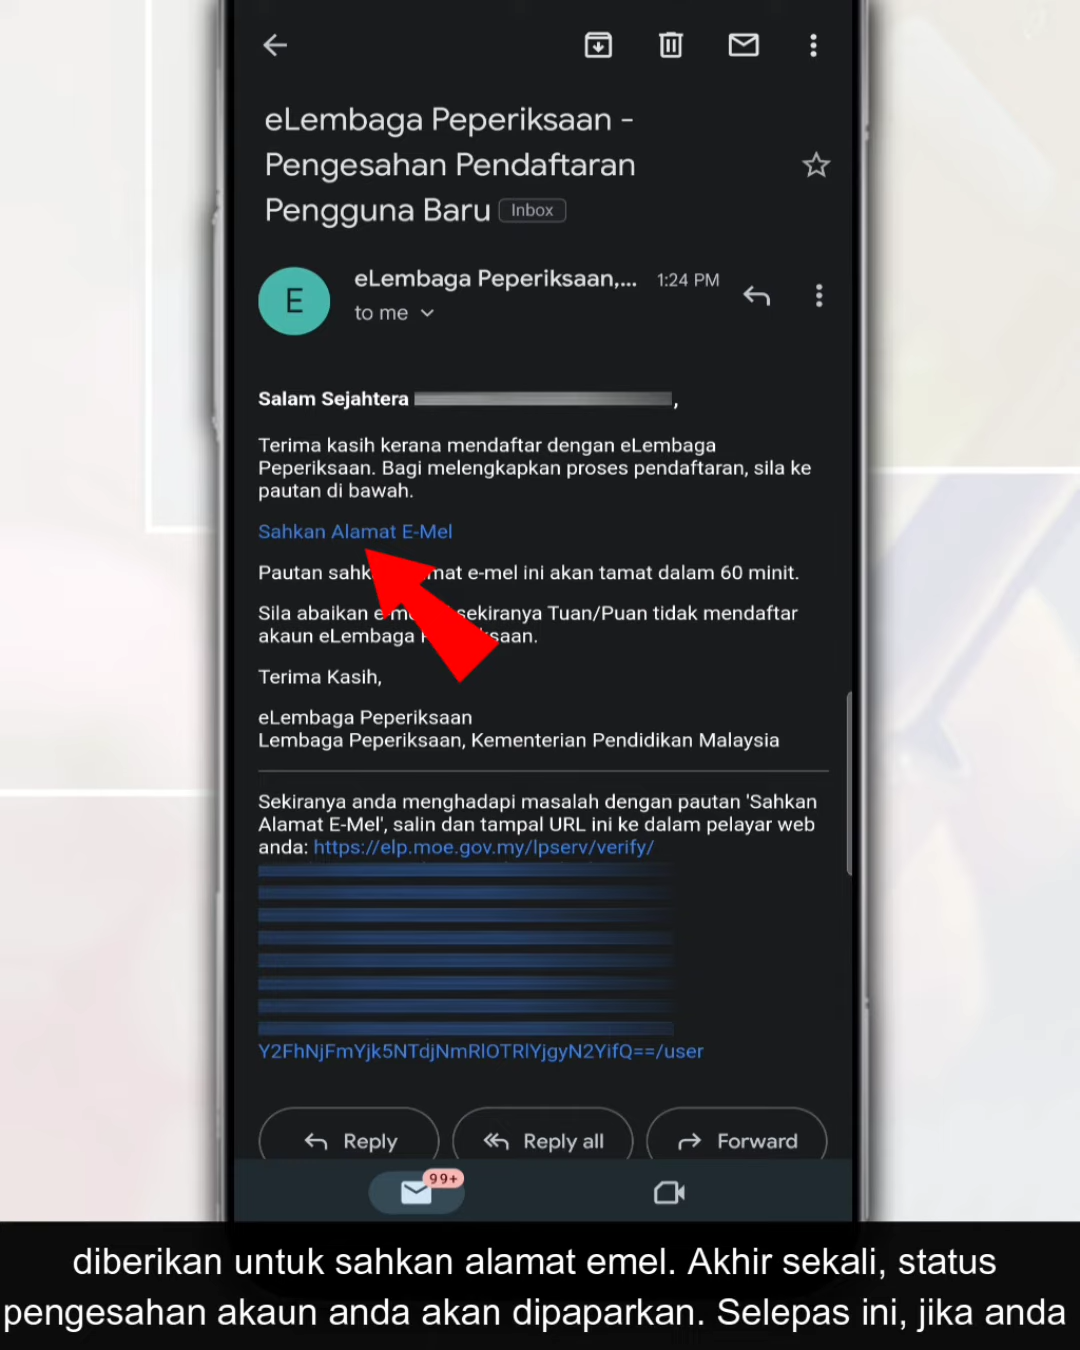 eLembaga Peperiksaan -
Pengesahan Pendaftaran
Pengguna Baru Inbox
E
eLembaga Peperiksaan,... 1:24 PM
to me
Salam Sejahtera ,
Terima kasih kerana mendaftar dengan eLembaga
Peperiksaan. Bagi melengkapkan proses pendaftaran, sila ke
pautan di bawah.
Sahkan Alamat E-Mel
Pautan e-mel ini akan tamat dalam 60 minit.
Sila abaikan sekiranya Tuan/Puan tidak mendaftar
akaun eLembaga
Terima Kasih,
eLembaga Peperiksaan
Lembaga Peperiksaan, Kementerian Pendidikan Malaysia
Sekiranya anda menghadapi masalah dengan pautan 'Sahkan
Alamat E-Mel', salin dan tampal URL ini ke dalam pelayar web
anda: https://elp.moe.gov.my/lpserv/verify/
Y2FhNjFmYjk5NTdjNmRlOTRlYjgyN2YifQ==/user
Reply Reply all Forward
99+
diberikan untuk sahkan alamat emel. Akhir sekali, status
pengesahan akaun anda akan dipaparkan. Selepas ini, jika anda